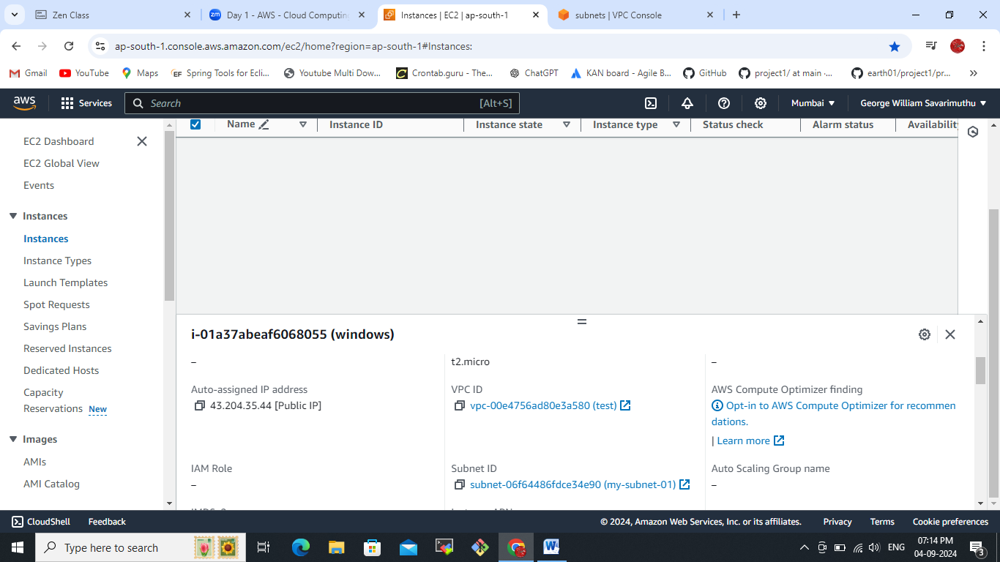 Zen Class
Day 1 - AWS - Cloud Computing
Instances | EC2 | ap-south-1
subnets | VPC Console
ap-south-1.console.aws.amazon.com/ec2/home?region=ap-south-1#Instances:
Gmail
YouTube
Maps
Spring Tools for Ecli...
Youtube Multi Dow...
Crontab.guru - The...
ChatGPT
KAN board - Agile B...
GitHub
project1/ at main ·...
earth01/project1/pr...
aws
Services
Search
[Alt+S]
Mumbai
George William Savarimuthu
EC2 Dashboard
EC2 Global View
Events
Instances
Instances
Instance Types
Launch Templates
Spot Requests
Savings Plans
Reserved Instances
Dedicated Hosts
Capacity
Reservations New
Images
AMIs
AMI Catalog
Name
Instance ID
Instance state
Instance type
Status check
Alarm status
Availability
i-01a37abeaf6068055 (windows)
–
t2.micro
–
Auto-assigned IP address
43.204.35.44 [Public IP]
VPC ID
vpc-00e4756ad80e3a580 (test)
AWS Compute Optimizer finding
Opt-in to AWS Compute Optimizer for recommen
dations.
| Learn more
IAM Role
–
Subnet ID
subnet-06f64486fdce34e90 (my-subnet-01)
Auto Scaling Group name
–
CloudShell
Feedback
© 2024, Amazon Web Services, Inc. or its affiliates.
Privacy
Terms
Cookie preferences
Type here to search
ENG
07:14 PM
04-09-2024
3